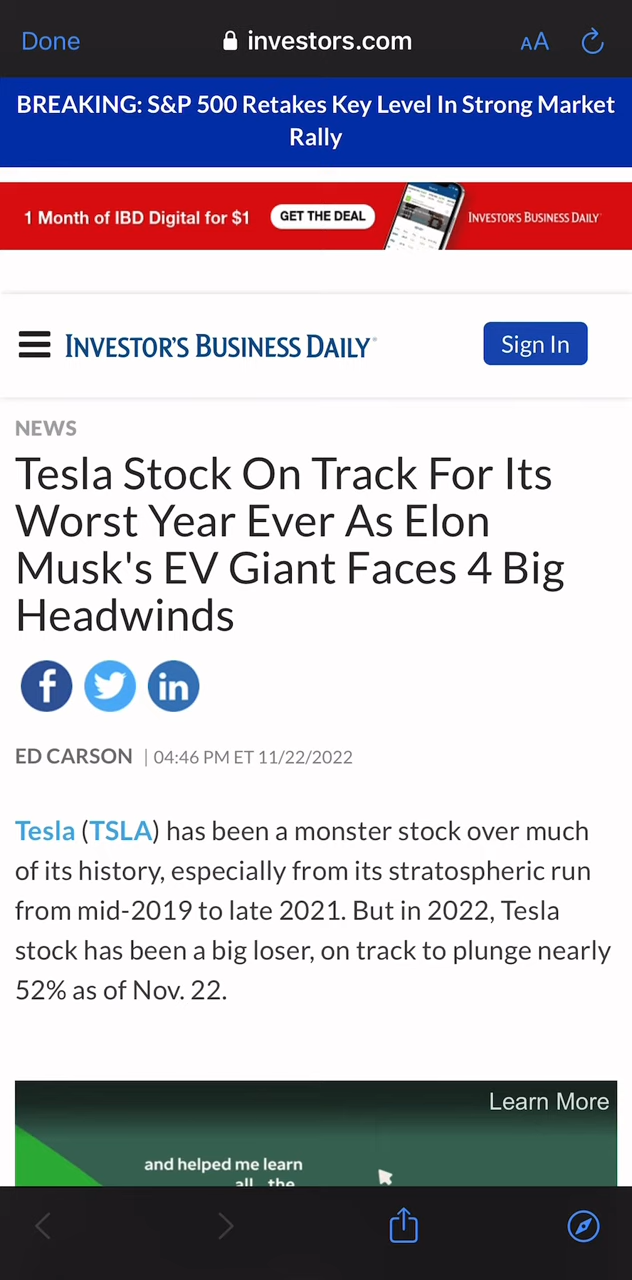 Done
investors.com
AA
BREAKING: S&P 500 Retakes Key Level In Strong Market
Rally
1 Month of IBD Digital for $1
GET THE DEAL
INVESTOR'S BUSINESS DAILY
INVESTOR'S BUSINESS DAILY
Sign In
NEWS
Tesla Stock On Track For Its
Worst Year Ever As Elon
Musk's EV Giant Faces 4 Big
Headwinds
f
in
ED CARSON | 04:46 PM ET 11/22/2022
Tesla (TSLA) has been a monster stock over much
of its history, especially from its stratospheric run
from mid-2019 to late 2021. But in 2022, Tesla
stock has been a big loser, on track to plunge nearly
52% as of Nov. 22.
Learn More
and helped me learn
all the